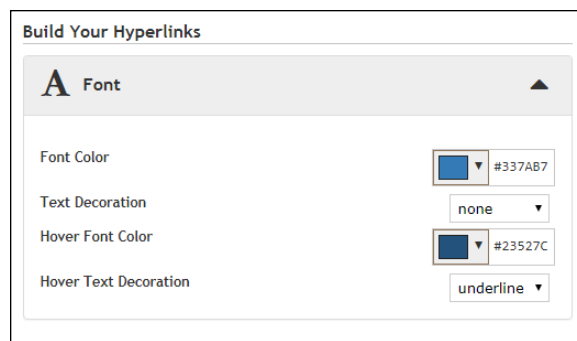 Build Your Hyperlinks
A Font
Font Color
#337AB7
Text Decoration
none
Hover Font Color
#23527C
Hover Text Decoration
underline